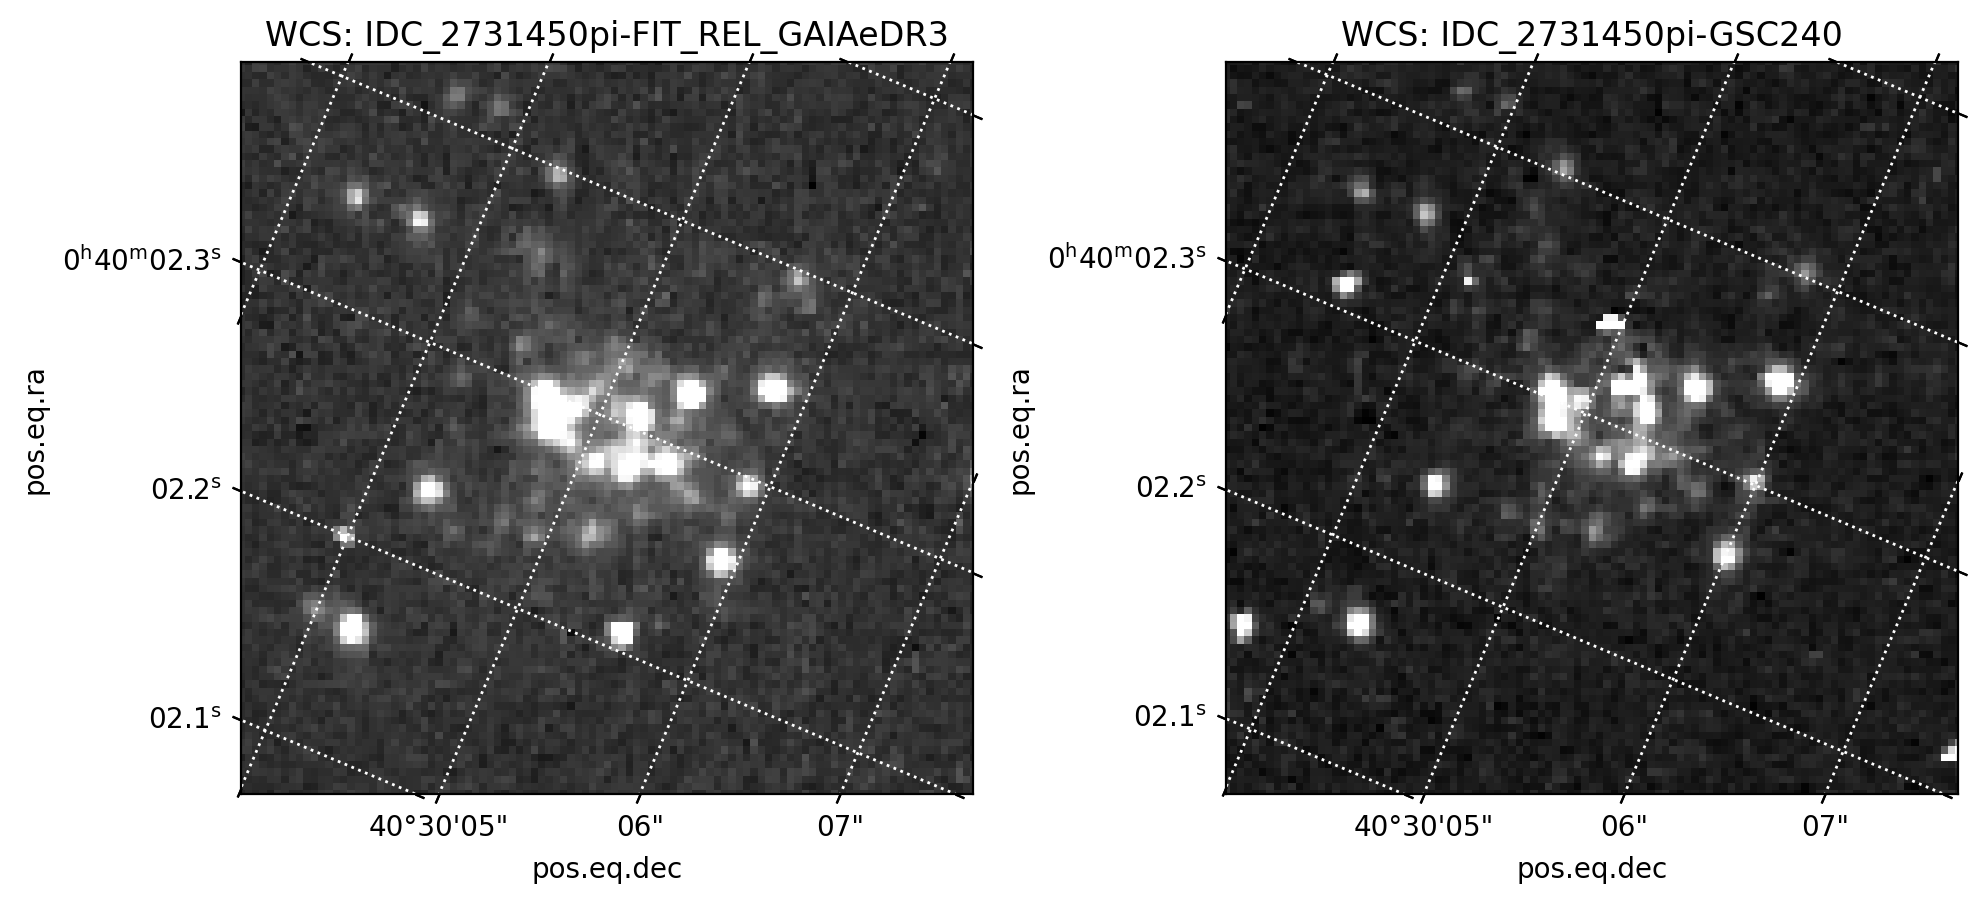 WCS: IDC_2731450pi-FIT_REL_GAIAeDR3
pos.eq.ra
0ʰ40ᵐ02.3ˢ
02.2ˢ
02.1ˢ
40°30'05"
06"
07"
pos.eq.dec
WCS: IDC_2731450pi-GSC240
pos.eq.ra
0ʰ40ᵐ02.3ˢ
02.2ˢ
02.1ˢ
40°30'05"
06"
07"
pos.eq.dec